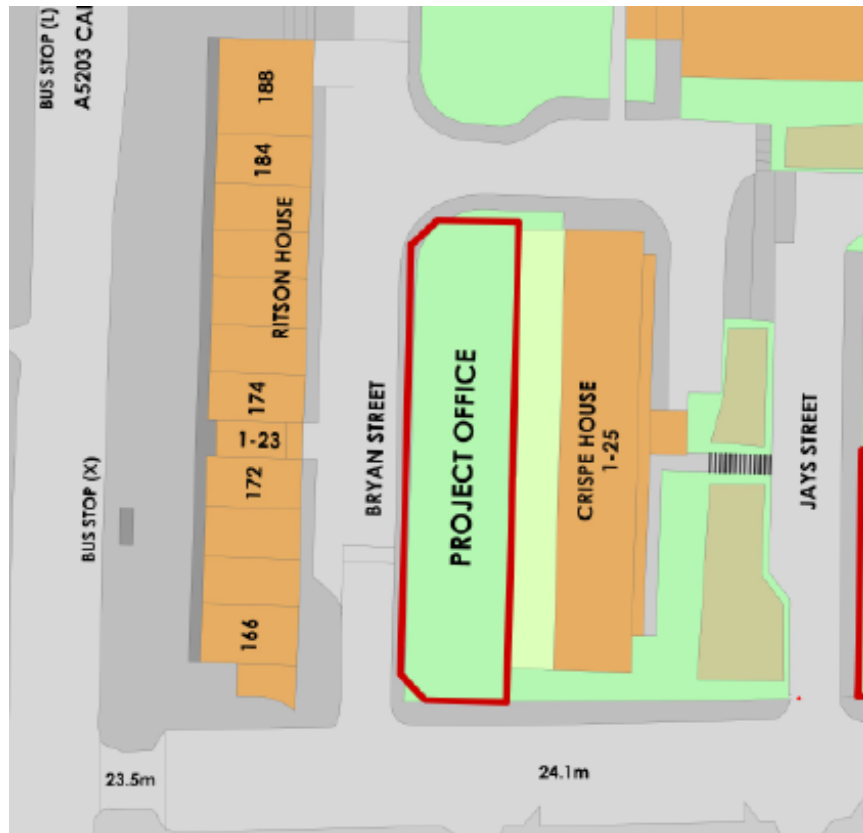 BUS STOP (L)
A5203 CAL
188
184
RITSON HOUSE
174
1-23
172
166
BUS STOP (X)
BRYAN STREET
PROJECT OFFICE
CRISPE HOUSE
1-25
JAYS STREET
23.5m
24.1m